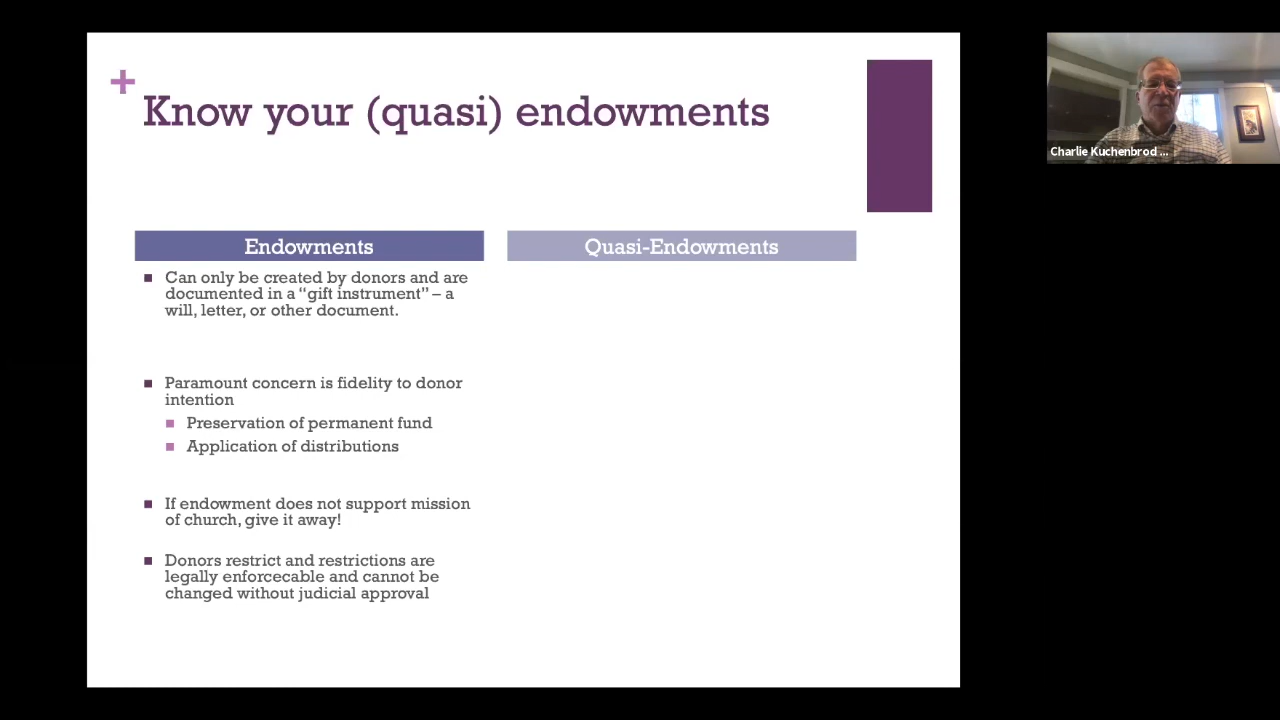 +
Know your (quasi) endowments
Endowments
Can only be created by donors and are
documented in a “gift instrument” – a
will, letter, or other document.
Paramount concern is fidelity to donor
intention
Preservation of permanent fund
Application of distributions
If endowment does not support mission
of church, give it away!
Donors restrict and restrictions are
legally enforcecable and cannot be
changed without judicial approval
Quasi-Endowments
Charlie Kuchenbrod ...